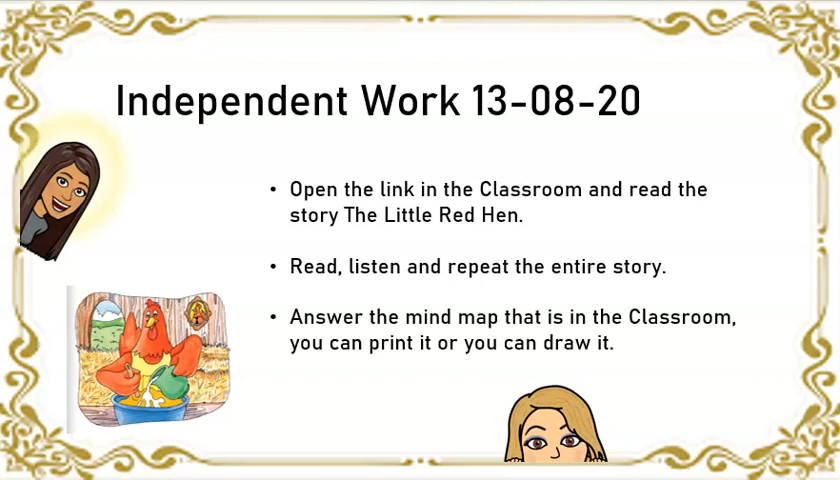 Independent Work 13-08-20
• Open the link in the Classroom and read the
story The Little Red Hen.
• Read, listen and repeat the entire story.
• Answer the mind map that is in the Classroom,
you can print it or you can draw it.